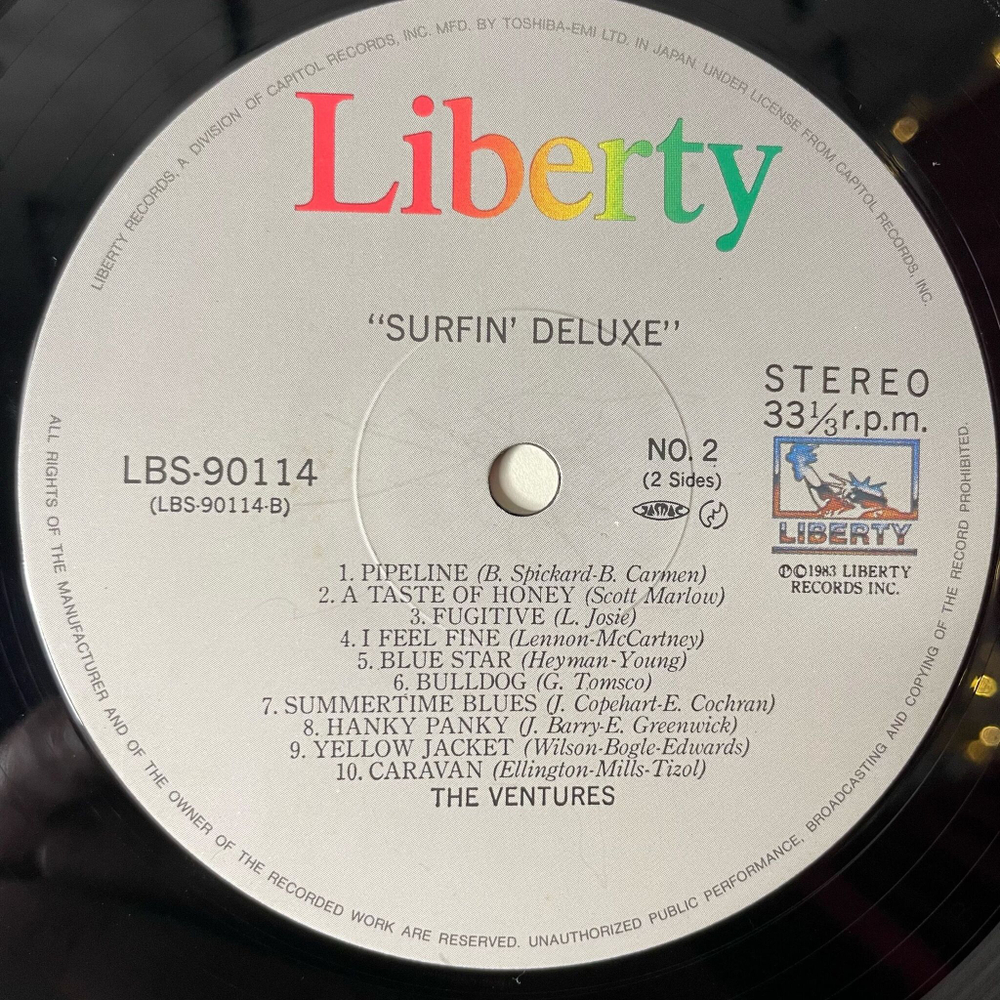 LIBERTY RECORDS, A DIVISION OF CAPITOL RECORDS, INC. MFD. BY TOSHIBA-EMI LTD. IN JAPAN. UNDER LICENSE FROM CAPITOL RECORDS, INC.
Liberty
“SURFIN’ DELUXE”
STEREO
33⅓r.p.m.
LBS-90114
(LBS-90114-B)
NO. 2
(2 Sides)
JASRAC
LIBERTY
ⓅⒸ1983 LIBERTY
RECORDS INC.
1. PIPELINE (B. Spickard-B. Carmen)
2. A TASTE OF HONEY (Scott Marlow)
3. FUGITIVE (L. Josie)
4. I FEEL FINE (Lennon-McCartney)
5. BLUE STAR (Heyman-Young)
6. BULLDOG (G. Tomsco)
7. SUMMERTIME BLUES (J. Copehart-E. Cochran)
8. HANKY PANKY (J. Barry-E. Greenwick)
9. YELLOW JACKET (Wilson-Bogle-Edwards)
10. CARAVAN (Ellington-Mills-Tizol)
THE VENTURES
ALL RIGHTS OF THE MANUFACTURER AND OF THE OWNER OF THE RECORDED WORK ARE RESERVED. UNAUTHORIZED PUBLIC PERFORMANCE, BROADCASTING AND COPYING OF THE RECORD PROHIBITED.